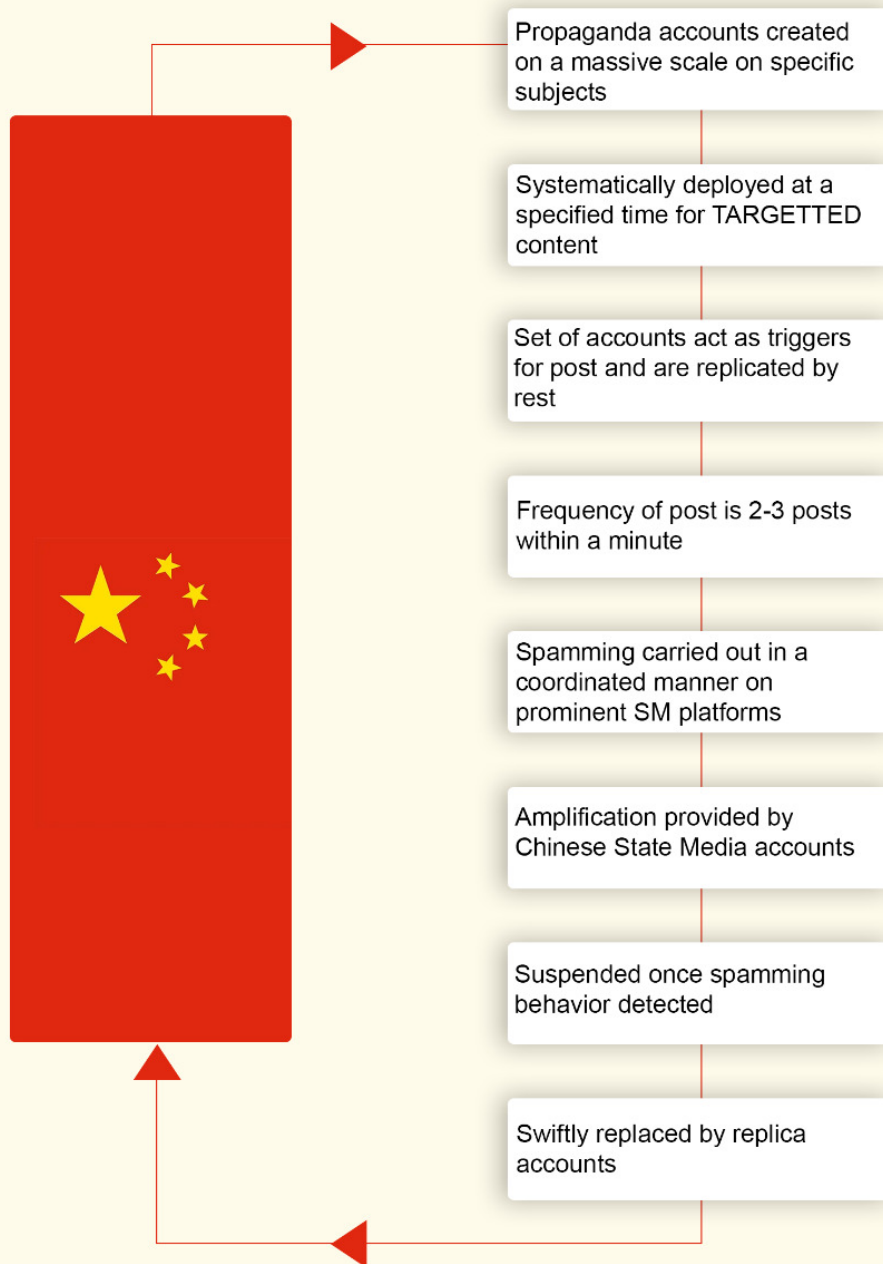 Propaganda accounts created
on a massive scale on specific
subjects
Systematically deployed at a
specified time for TARGETTED
content
Set of accounts act as triggers
for post and are replicated by
rest
Frequency of post is 2-3 posts
within a minute
Spamming carried out in a
coordinated manner on
prominent SM platforms
Amplification provided by
Chinese State Media accounts
Suspended once spamming
behavior detected
Swiftly replaced by replica
accounts